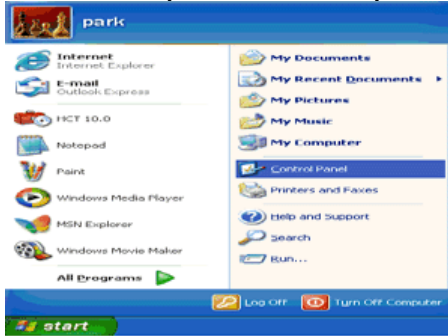 park
Internet
Internet Explorer
E-mail
Outlook Express
HCT 10.0
Notepad
Paint
Windows Media Player
MSN Explorer
Windows Movie Maker
All Programs
My Documents
My Recent Documents
My Pictures
My Music
My Computer
Control Panel
Printers and Faxes
Help and Support
Search
Run...
Log Off
Turn Off Computer
start